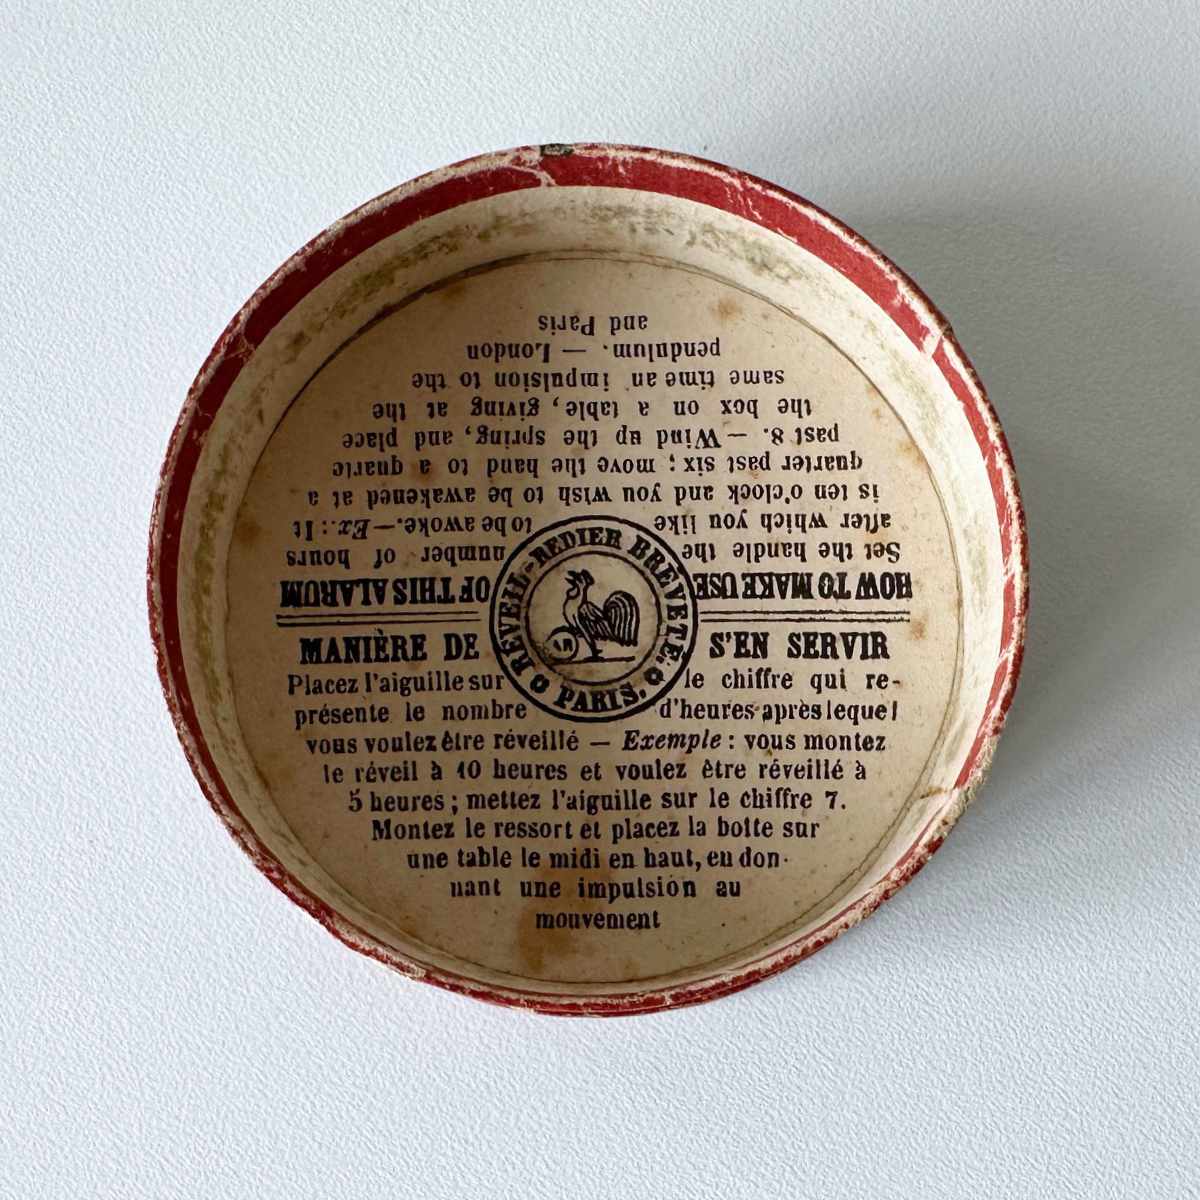 MANIÈRE DE S'EN SERVIR
Placez l'aiguille sur le chiffre qui re-
présente le nombre d'heures après lequel
vous voulez être réveillé — Exemple : vous montez
le réveil à 10 heures et voulez être réveillé à
5 heures ; mettez l'aiguille sur le chiffre 7.
Montez le ressort et placez la boîte sur
une table le midi en haut, en don-
nant une impulsion au
mouvement
RÉVEIL-REDIER BREVETÉ.
PARIS.
HOW TO MAKE USE OF THIS ALARUM
Set the handle the number of hours
after which you like to be awoke.—Ex.: It
is ten o'clock and you wish to be awakened at a
quarter past six ; move the hand to a quarte
past 8. — Wind up the spring, and place
the box on a table, giving at the
same time an impulsion to the
pendulum. — London
and Paris